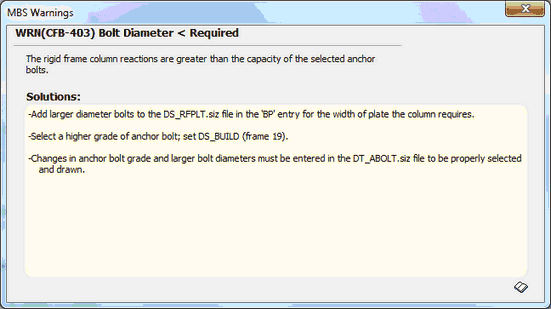 MBS Warnings
WRN(CFB-403) Bolt Diameter < Required
The rigid frame column reactions are greater than the capacity of the selected anchor
bolts.
Solutions:
-Add larger diameter bolts to the DS_RFPLT.siz file in the 'BP' entry for the width of plate the column requires.
-Select a higher grade of anchor bolt; set DS_BUILD (frame 19).
-Changes in anchor bolt grade and larger bolt diameters must be entered in the DT_ABOLT.siz file to be properly selected
and drawn.